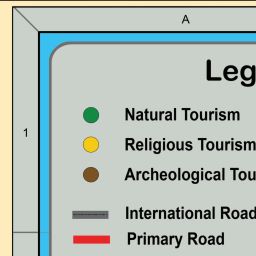 A
Leg
1
Natural Tourism
Religious Tourism
Archeological Tou
International Road
Primary Road